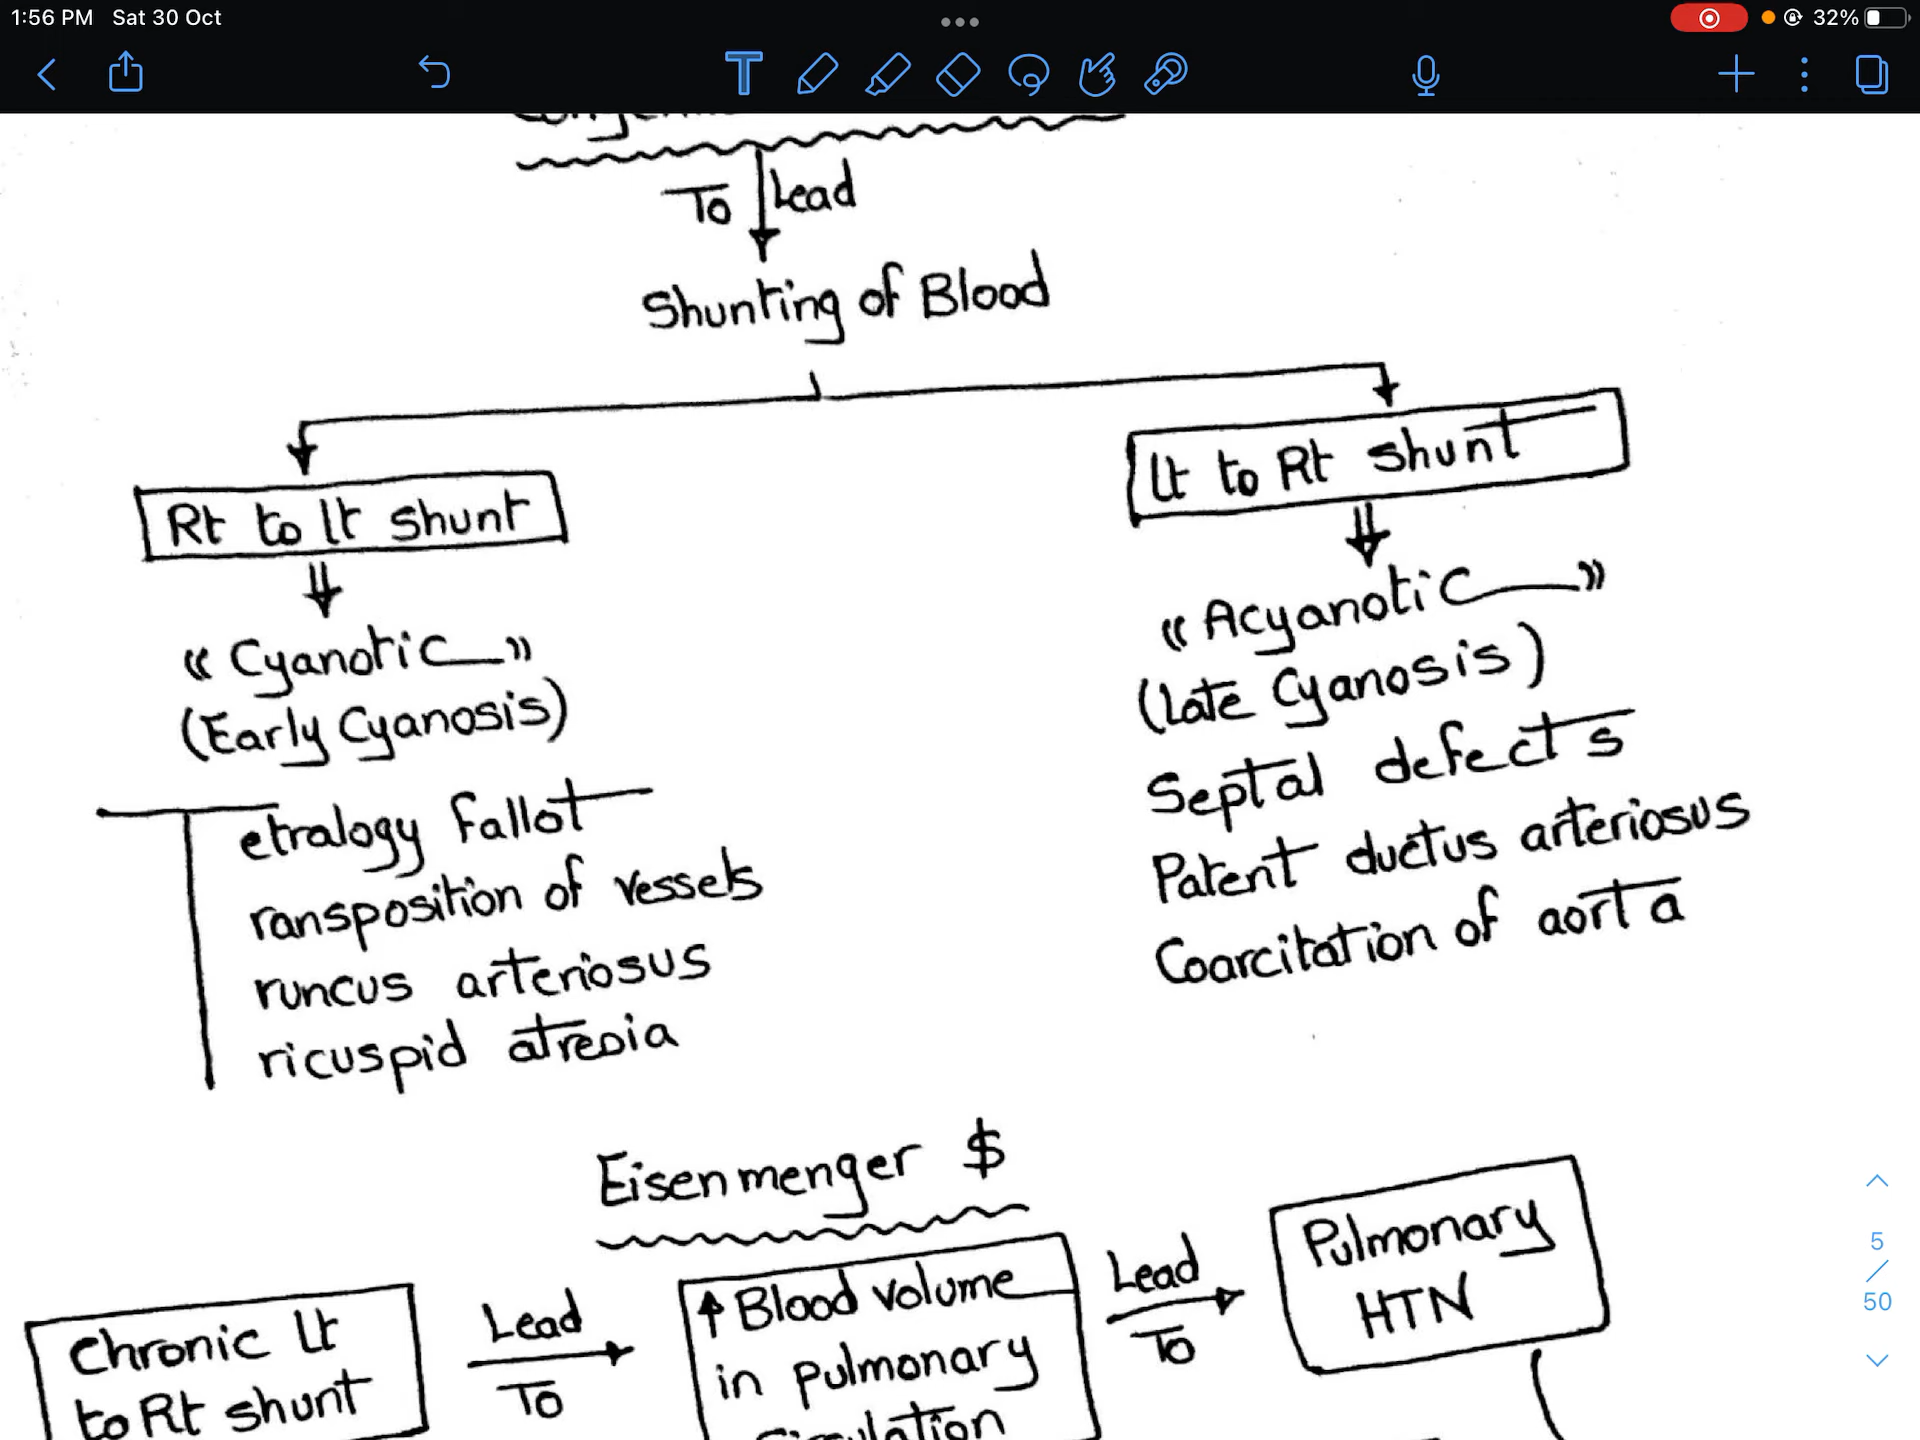 1:56 PM Sat 30 Oct
32%
To Lead
Shunting of Blood
Rt to lt shunt
Lt to Rt shunt
"Cyanotic"
(Early Cyanosis)
"Acyanotic"
(Late Cyanosis)
Septal defects
Patent ductus arteriosus
Coarcitation of aorta
T
etralogy fallot
ransposition of vessels
runcus arteriosus
ricuspid atresia
Eisenmenger $
Chronic Lt
to Rt shunt
Lead
To
↑ Blood volume
in pulmonary
circulation
Lead
To
Pulmonary
HTN
5
/
50